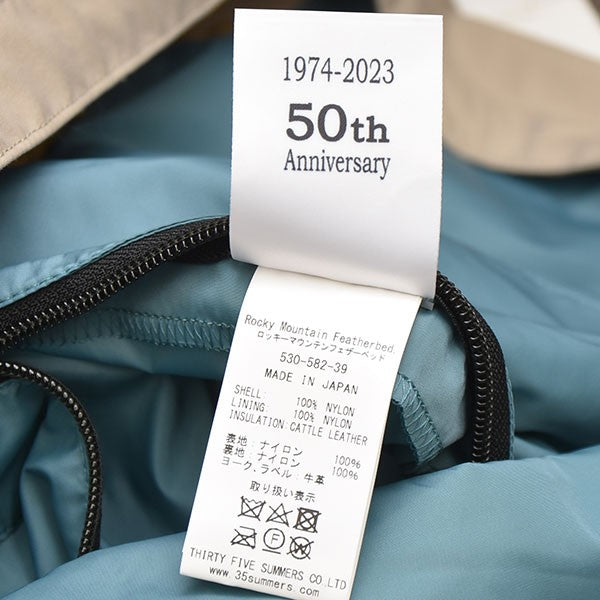 1974-2023
50th
Anniversary
Rocky Mountain Featherbed.
ロッキーマウンテンフェザーベッド
530-582-39
MADE IN JAPAN
SHELL: 100% NYLON
LINING: 100% NYLON
INSULATION:CATTLE LEATHER
表地:ナイロン 100%
裏地:ナイロン 100%
ヨーク.ラベル:牛革
取り扱い表示
THIRTY FIVE SUMMERS CO.LTD
www.35summers.com